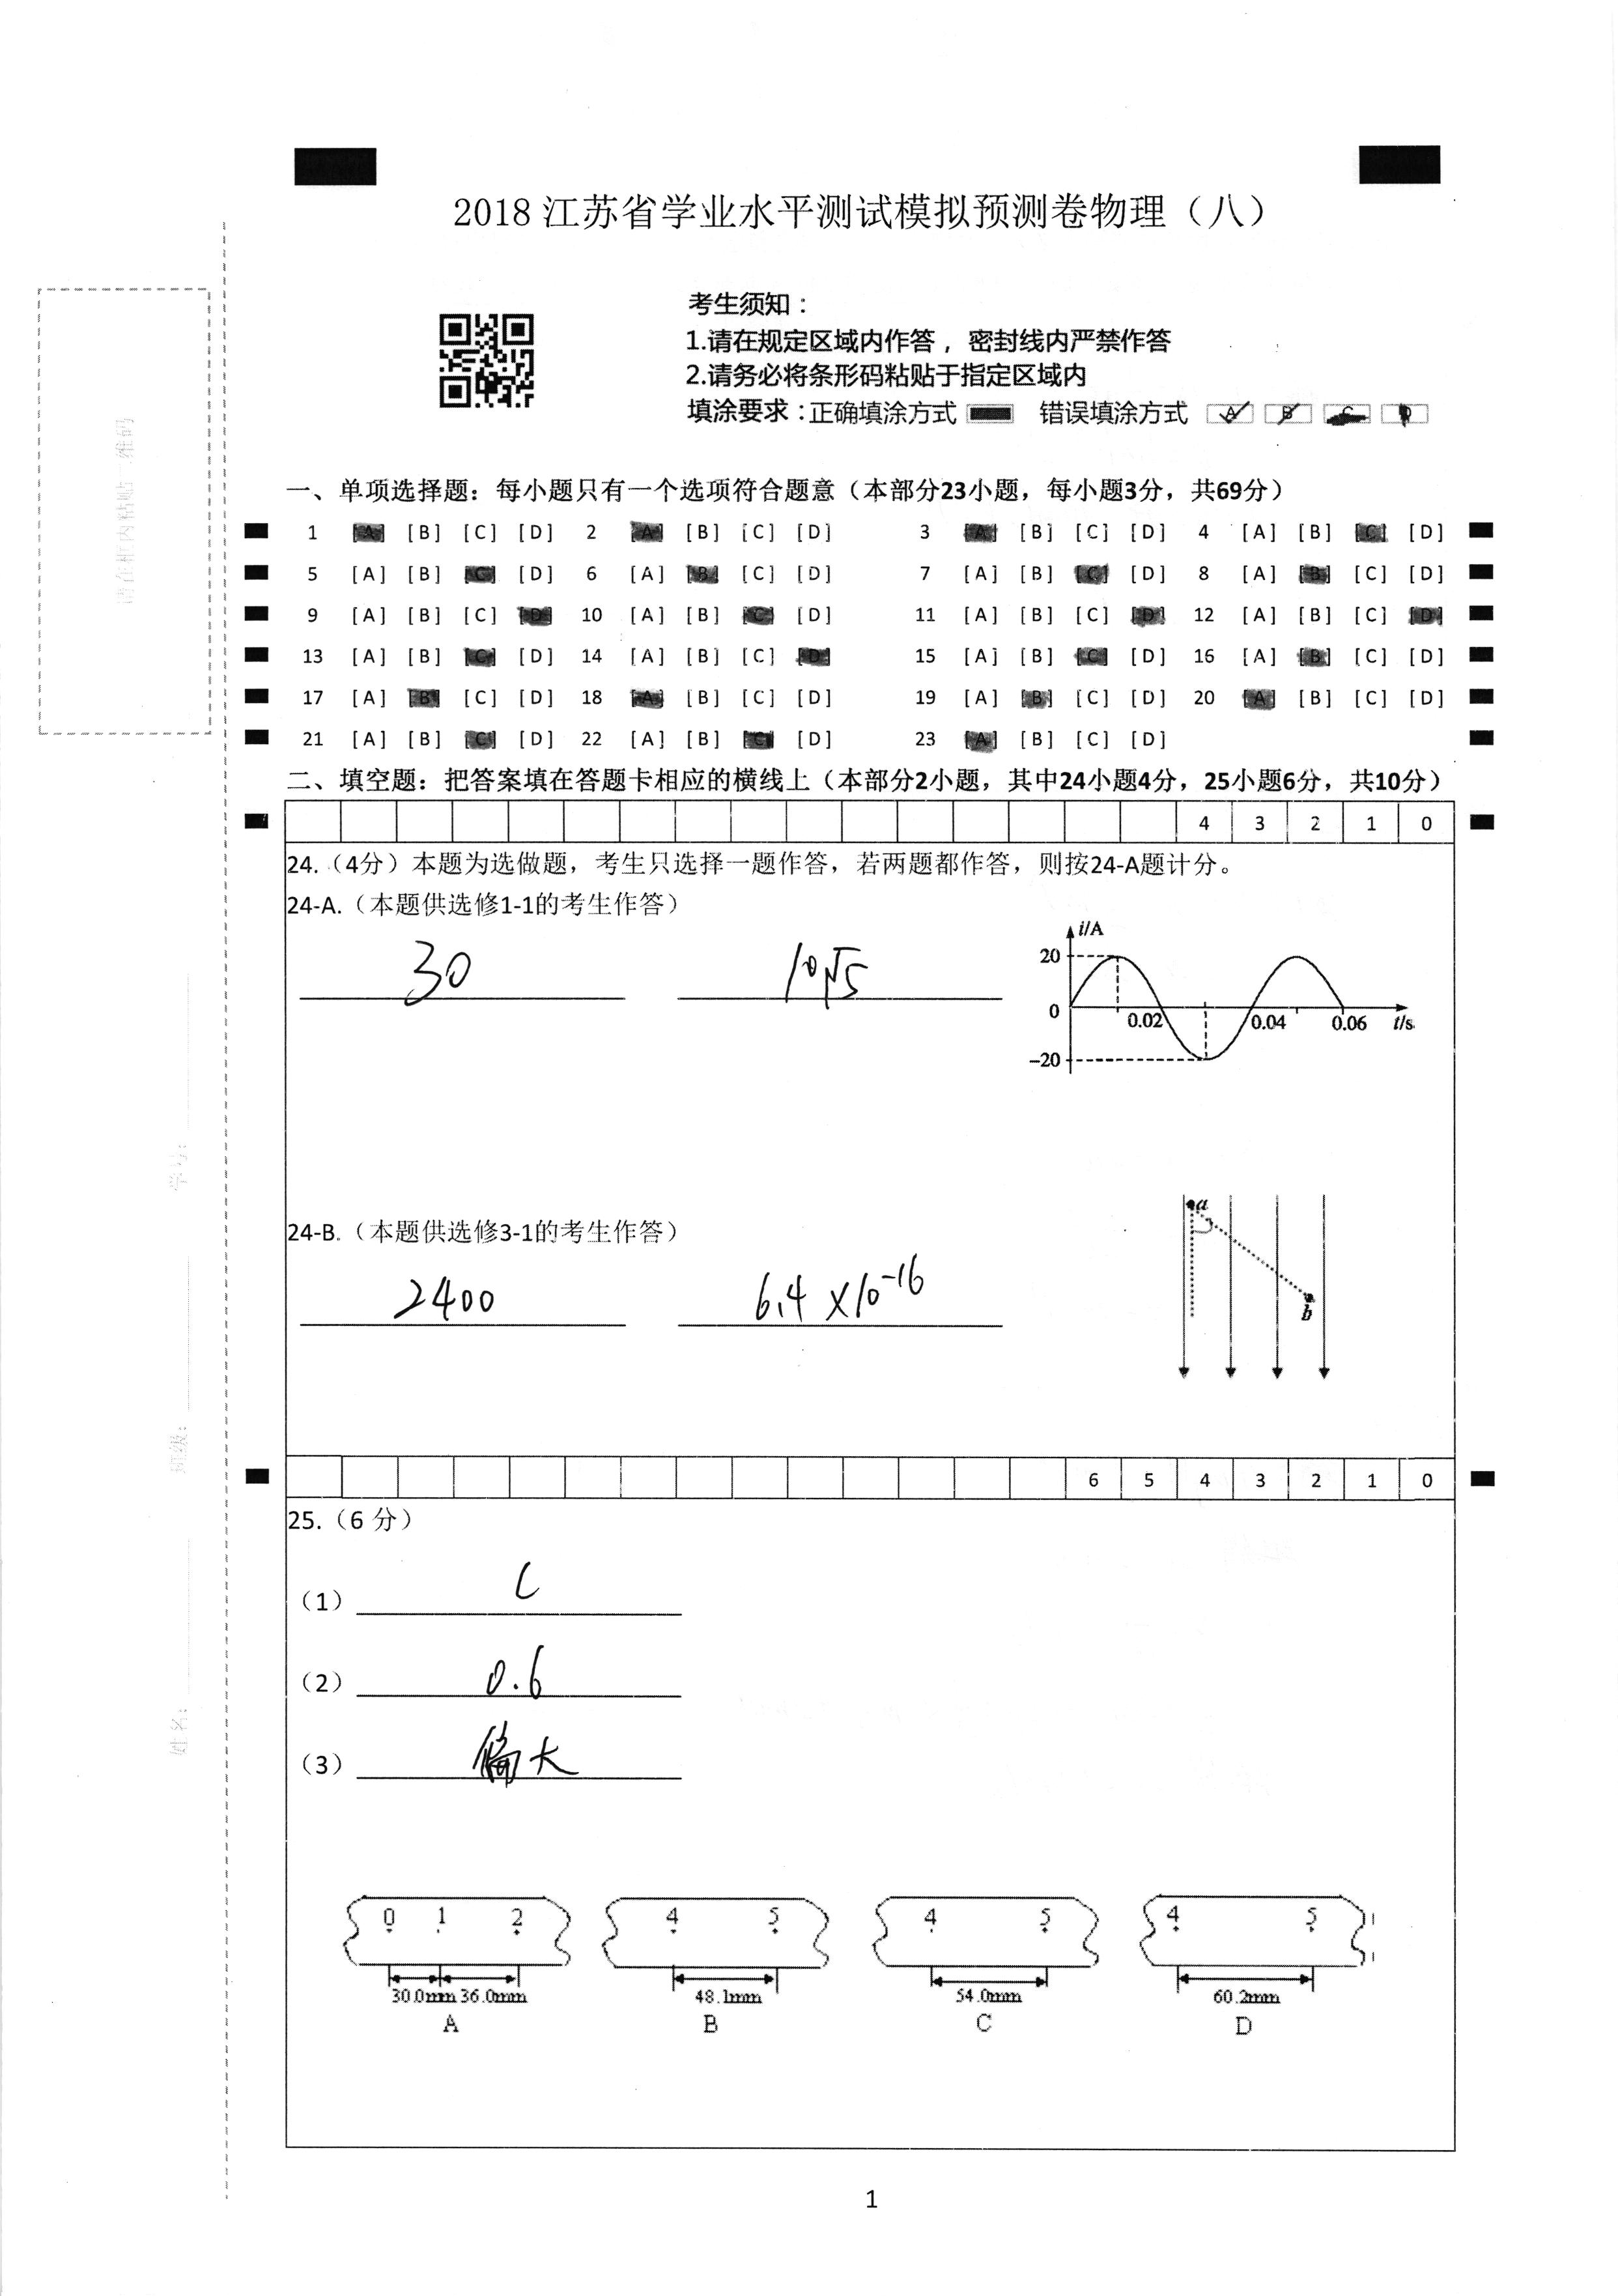 2018 江苏省学业水平测试模拟预测卷物理（八）
考生须知：
1.请在规定区域内作答， 密封线内严禁作答
2.请务必将条形码粘贴于指定区域内
填涂要求：正确填涂方式 错误填涂方式 A B C D
一、单项选择题：每小题只有一个选项符合题意（本部分23小题，每小题3分，共69分）
1 [A] [B] [C] [D] 2 [A] [B] [C] [D] 3 [A] [B] [C] [D] 4 [A] [B] [C] [D]
5 [A] [B] [C] [D] 6 [A] [B] [C] [D] 7 [A] [B] [C] [D] 8 [A] [B] [C] [D]
9 [A] [B] [C] [D] 10 [A] [B] [C] [D] 11 [A] [B] [C] [D] 12 [A] [B] [C] [D]
13 [A] [B] [C] [D] 14 [A] [B] [C] [D] 15 [A] [B] [C] [D] 16 [A] [B] [C] [D]
17 [A] [B] [C] [D] 18 [A] [B] [C] [D] 19 [A] [B] [C] [D] 20 [A] [B] [C] [D]
21 [A] [B] [C] [D] 22 [A] [B] [C] [D] 23 [A] [B] [C] [D]
二、填空题：把答案填在答题卡相应的横线上（本部分2小题，其中24小题4分，25小题6分，共10分）
4 3 2 1 0
24.（4分）本题为选做题，考生只选择一题作答，若两题都作答，则按24-A题计分。
24-A.（本题供选修1-1的考生作答）
30 10√5
i/A
20
0 0.02 0.04 0.06 t/s
-20
24-B.（本题供选修3-1的考生作答）
2400 6.4×10⁻¹⁶
a
b
6 5 4 3 2 1 0
25.（6 分）
（1） C
（2） 0.6
（3） 偏大
0 1 2 4 5 4 5 4 5
30.0mm 36.0mm 48.1mm 54.0mm 60.2mm
A B C D
1
请在框内粘贴二维码
学号：
班级：
姓名：